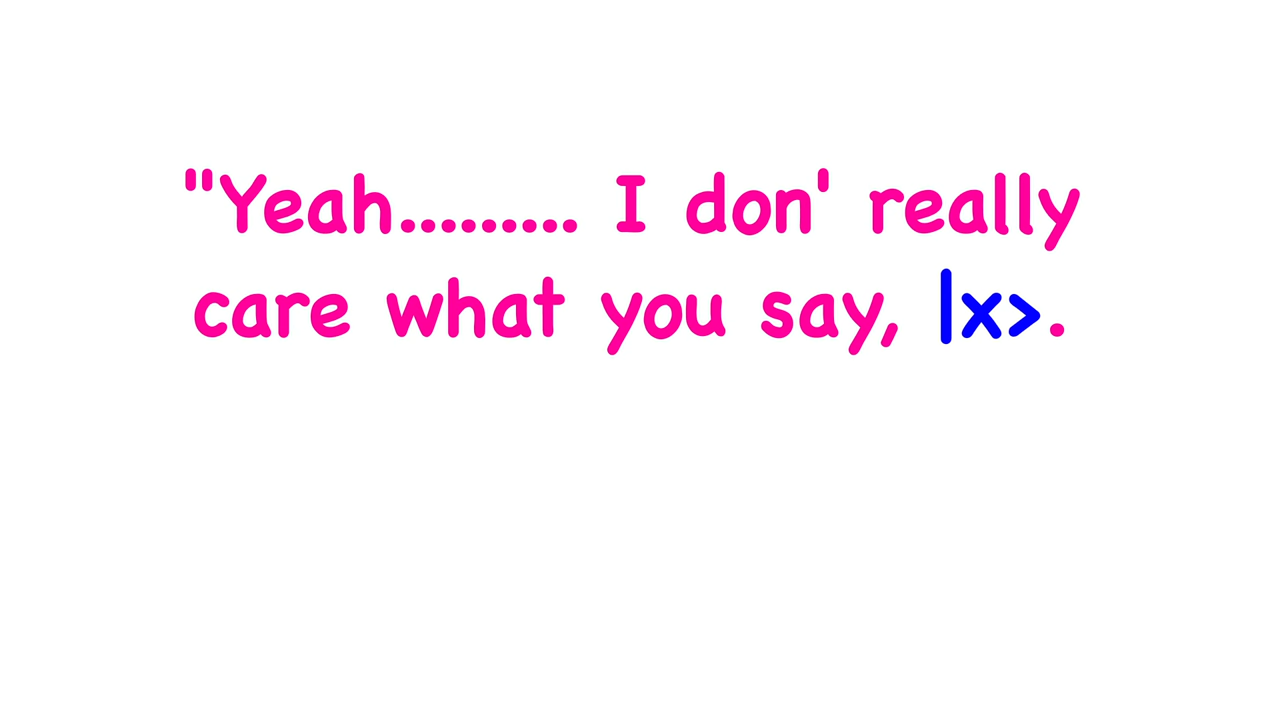 "Yeah......... I don' really
care what you say, |x>.